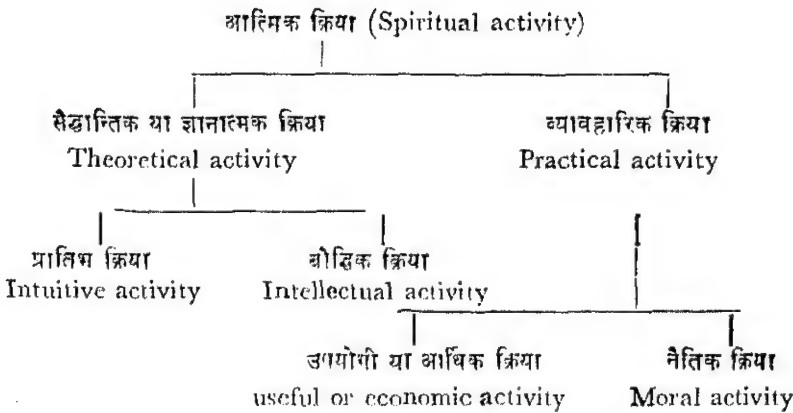 आत्मिक क्रिया (Spiritual activity)
सैद्धान्तिक या ज्ञानात्मक क्रिया
Theoretical activity
व्यावहारिक क्रिया
Practical activity
प्रातिभ क्रिया
Intuitive activity
बौद्धिक क्रिया
Intellectual activity
उपयोगी या आर्थिक क्रिया
useful or economic activity
नैतिक क्रिया
Moral activity